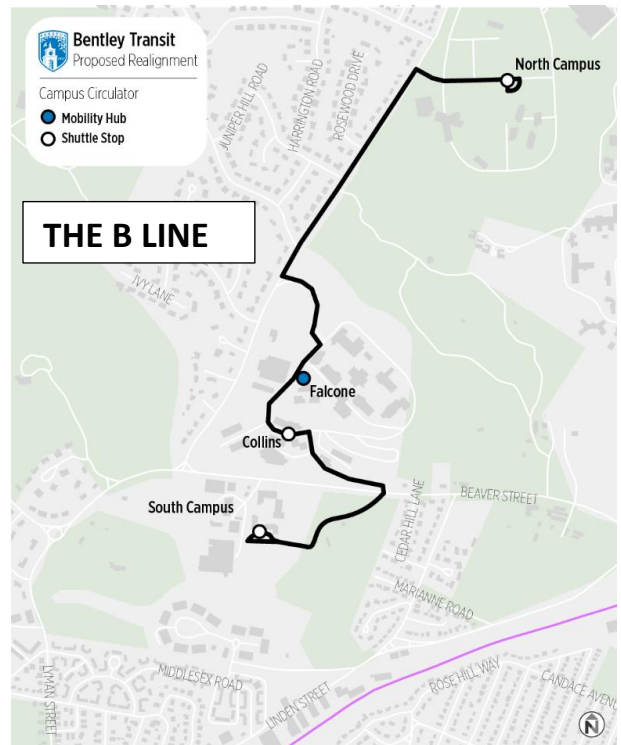 Bentley Transit
Proposed Realignment
Campus Circulator
Mobility Hub
Shuttle Stop
THE B LINE
North Campus
JUNIPER HILL ROAD
HARRINGTON ROAD
ROSEWOOD DRIVE
IVY LANE
Falcone
Collins
South Campus
BEAVER STREET
CEDAR HILL LANE
MARIANNE ROAD
MIDDLESEX ROAD
LYMAN STREET
LINDEN STREET
ROSE HILL WAY
CANDACE AVENU
N